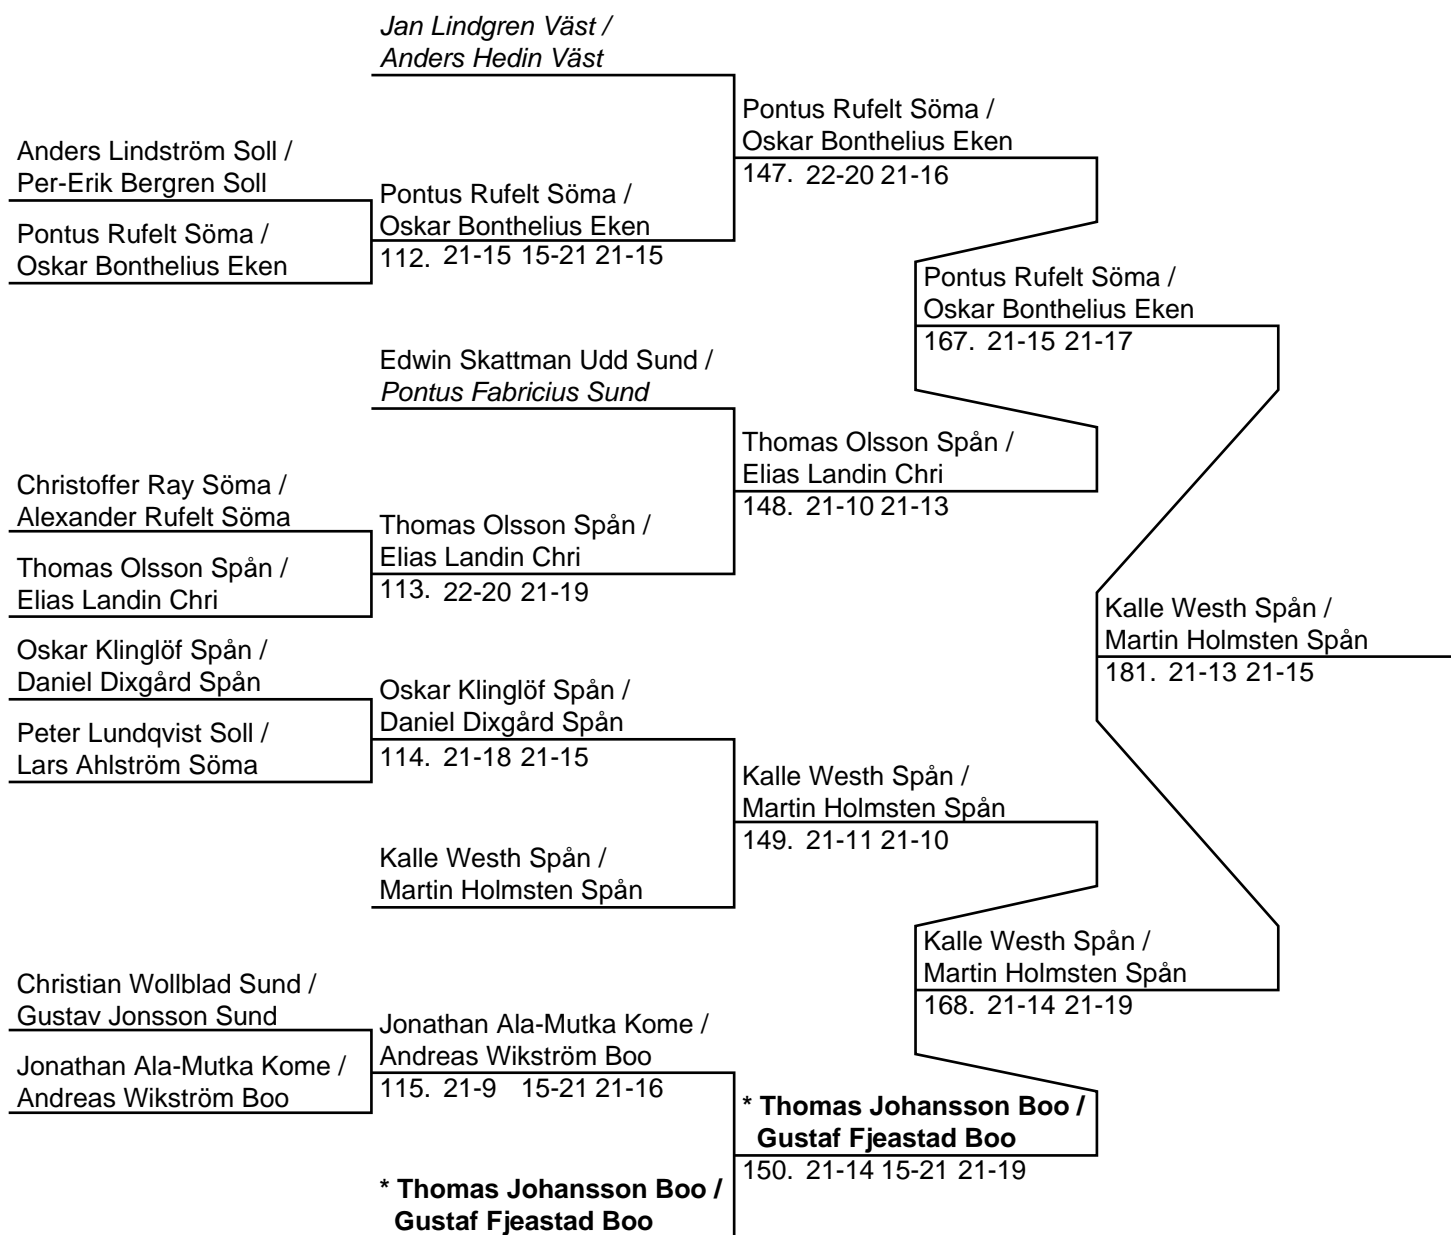 Jan Lindgren Väst /
Anders Hedin Väst
Anders Lindström Soll /
Per-Erik Bergren Soll
Pontus Rufelt Söma /
Oskar Bonthelius Eken
Pontus Rufelt Söma /
Oskar Bonthelius Eken
112. 21-15 15-21 21-15
Pontus Rufelt Söma /
Oskar Bonthelius Eken
147. 22-20 21-16
Pontus Rufelt Söma /
Oskar Bonthelius Eken
167. 21-15 21-17
Edwin Skattman Udd Sund /
Pontus Fabricius Sund
Christoffer Ray Söma /
Alexander Rufelt Söma
Thomas Olsson Spån /
Elias Landin Chri
Thomas Olsson Spån /
Elias Landin Chri
113. 22-20 21-19
Thomas Olsson Spån /
Elias Landin Chri
148. 21-10 21-13
Kalle Westh Spån /
Martin Holmsten Spån
181. 21-13 21-15
Oskar Klinglöf Spån /
Daniel Dixgård Spån
Peter Lundqvist Soll /
Lars Ahlström Söma
Oskar Klinglöf Spån /
Daniel Dixgård Spån
114. 21-18 21-15
Kalle Westh Spån /
Martin Holmsten Spån
Kalle Westh Spån /
Martin Holmsten Spån
149. 21-11 21-10
Kalle Westh Spån /
Martin Holmsten Spån
168. 21-14 21-19
Christian Wollblad Sund /
Gustav Jonsson Sund
Jonathan Ala-Mutka Kome /
Andreas Wikström Boo
Jonathan Ala-Mutka Kome /
Andreas Wikström Boo
115. 21-9 15-21 21-16
* Thomas Johansson Boo /
Gustaf Fjeastad Boo
150. 21-14 15-21 21-19
* Thomas Johansson Boo /
Gustaf Fjeastad Boo